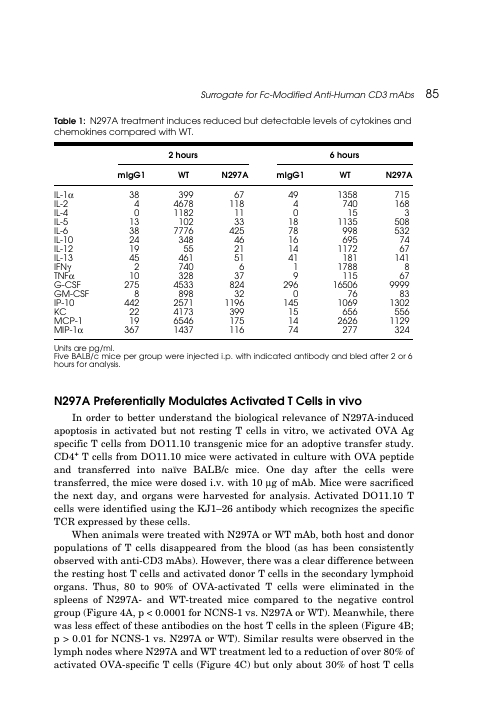 Surrogate for Fc-Modified Anti-Human CD3 mAbs 85
Table 1: N297A treatment induces reduced but detectable levels of cytokines and
chemokines compared with WT.
2 hours 6 hours
mIgG1 WT N297A mIgG1 WT N297A
IL-1α 38 399 67 49 1358 715
IL-2 4 4678 118 4 740 168
IL-4 0 1182 11 0 15 3
IL-5 13 102 33 18 1135 508
IL-6 38 7776 425 78 998 532
IL-10 24 348 46 16 695 74
IL-12 19 55 21 14 1172 67
IL-13 45 461 51 41 181 141
IFNγ 2 740 6 1 1788 8
TNFα 10 328 37 9 115 67
G-CSF 275 4533 824 296 16506 9999
GM-CSF 8 898 32 0 76 83
IP-10 442 2571 1196 145 1069 1302
KC 22 4173 399 15 656 556
MCP-1 19 6546 175 14 2626 1129
MIP-1α 367 1437 116 74 277 324
Units are pg/ml.
Five BALB/c mice per group were injected i.p. with indicated antibody and bled after 2 or 6
hours for analysis.
N297A Preferentially Modulates Activated T Cells in vivo
In order to better understand the biological relevance of N297A-induced
apoptosis in activated but not resting T cells in vitro, we activated OVA Ag
specific T cells from DO11.10 transgenic mice for an adoptive transfer study.
CD4⁺ T cells from DO11.10 mice were activated in culture with OVA peptide
and transferred into naïve BALB/c mice. One day after the cells were
transferred, the mice were dosed i.v. with 10 μg of mAb. Mice were sacrificed
the next day, and organs were harvested for analysis. Activated DO11.10 T
cells were identified using the KJ1–26 antibody which recognizes the specific
TCR expressed by these cells.
When animals were treated with N297A or WT mAb, both host and donor
populations of T cells disappeared from the blood (as has been consistently
observed with anti-CD3 mAbs). However, there was a clear difference between
the resting host T cells and activated donor T cells in the secondary lymphoid
organs. Thus, 80 to 90% of OVA-activated T cells were eliminated in the
spleens of N297A- and WT-treated mice compared to the negative control
group (Figure 4A, p < 0.0001 for NCNS-1 vs. N297A or WT). Meanwhile, there
was less effect of these antibodies on the host T cells in the spleen (Figure 4B;
p > 0.01 for NCNS-1 vs. N297A or WT). Similar results were observed in the
lymph nodes where N297A and WT treatment led to a reduction of over 80% of
activated OVA-specific T cells (Figure 4C) but only about 30% of host T cells